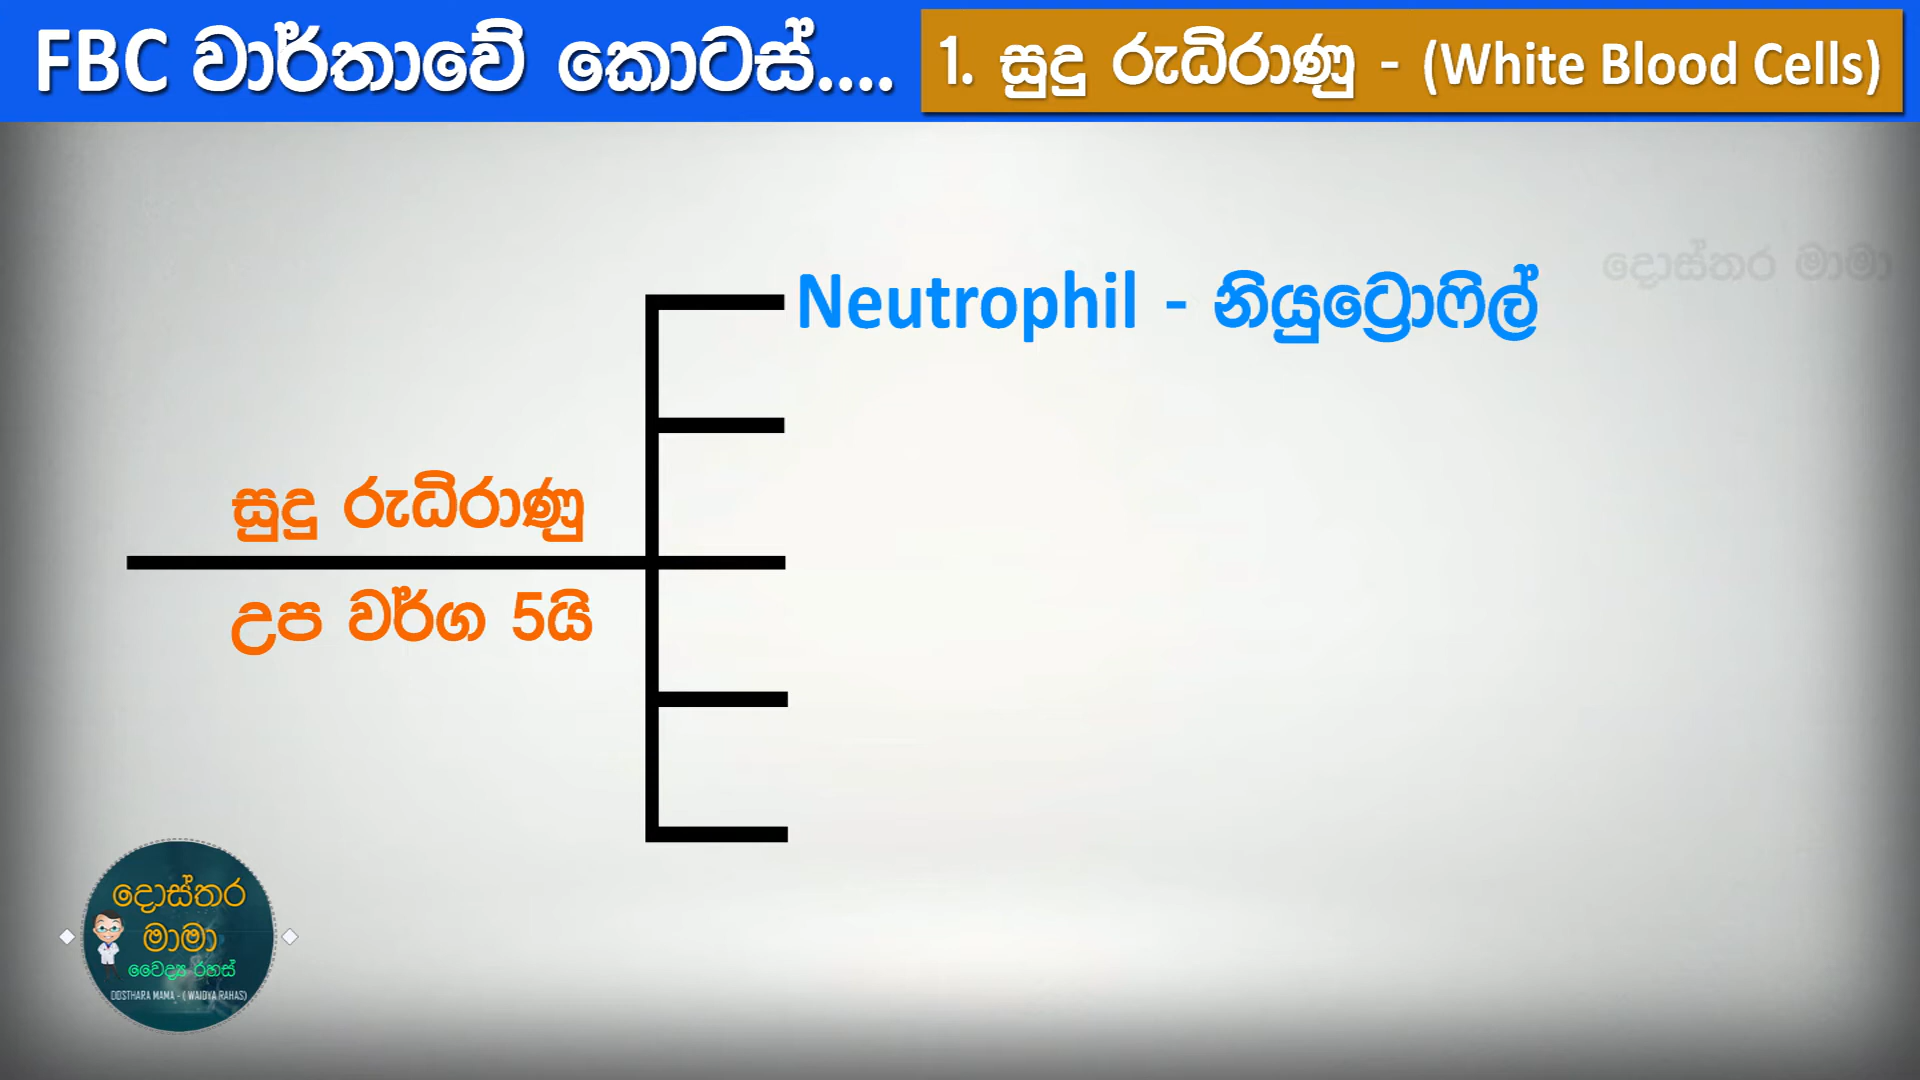 FBC වාර්තාවේ කොටස්....
1. සුදු රුධිරාණු - (White Blood Cells)
දොස්තර මාමා
Neutrophil - නියුට්‍රොෆිල්
සුදු රුධිරාණු
උප වර්ග 5යි
දොස්තර
මාමා
වෛද්‍ය රහස්
DOSTHARA MAMA - ( WAIDYA RAHAS)